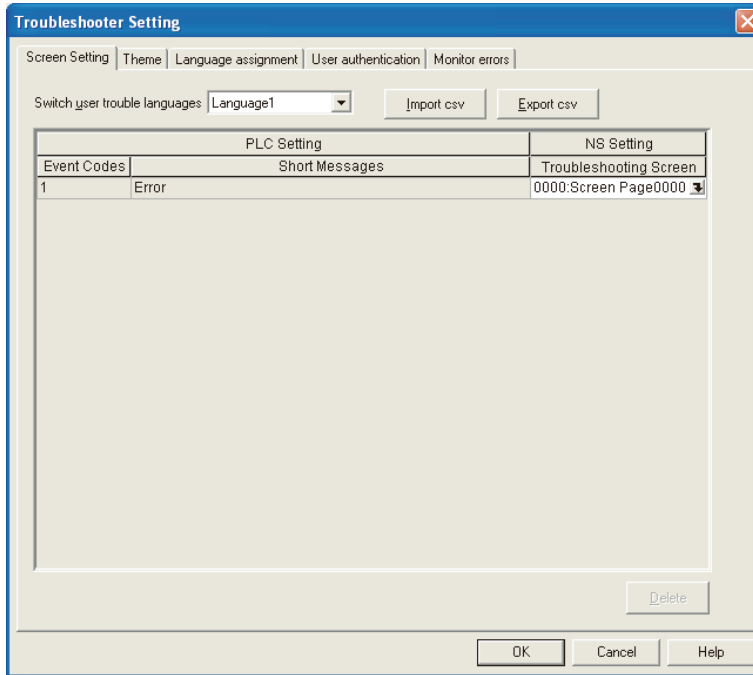 Troubleshooter Setting
Screen Setting Theme Language assignment User authentication Monitor errors
Switch user trouble languages Language1 Import csv Export csv
PLC Setting NS Setting
Event Codes Short Messages Troubleshooting Screen
1 Error 0000:Screen Page0000
Delete
OK Cancel Help